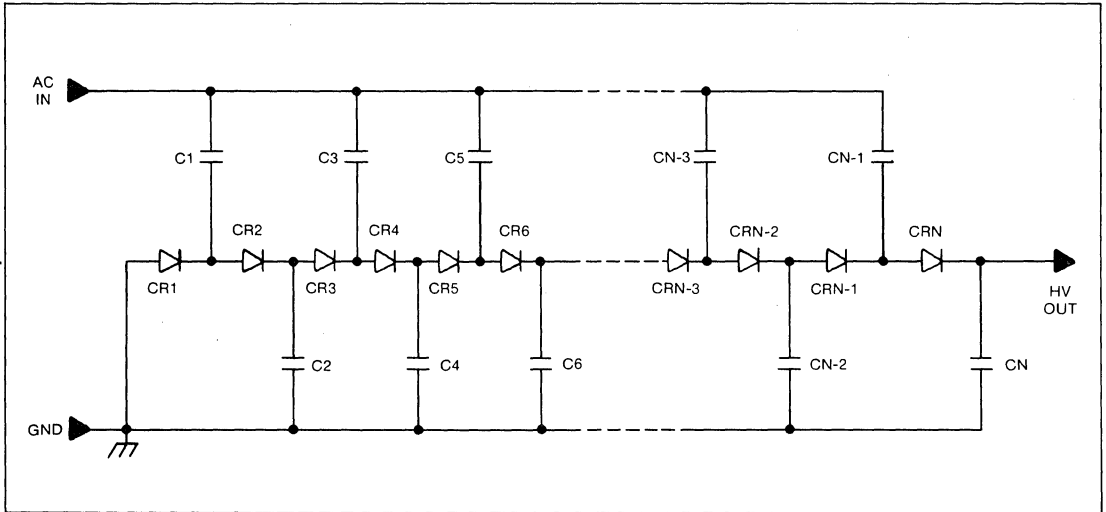 AC
IN
C1
C3
C5
CN-3
CN-1
CR2
CR4
CR6
CRN-2
CRN
CR1
CR3
CR5
CRN-3
CRN-1
HV
OUT
C2
C4
C6
CN-2
CN
GND